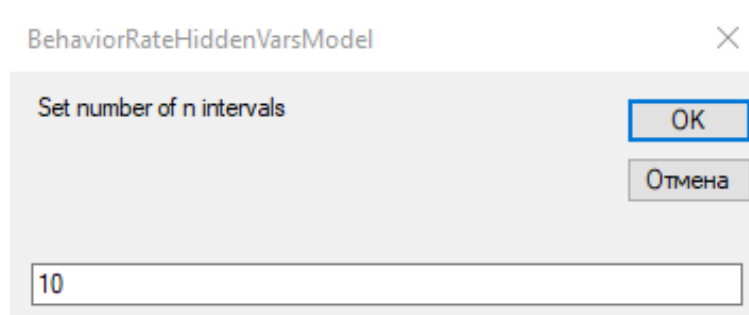 BehaviorRateHiddenVarsModel
Set number of n intervals
OK
Отмена
10